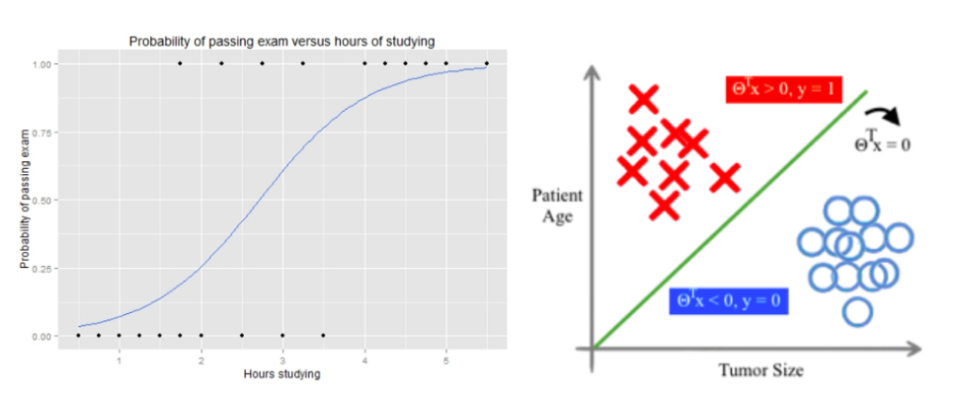 Probability of passing exam versus hours of studying
Probability of passing exam
1.00
0.75
0.50
0.25
0.00
1 2 3 4 5
Hours studying
Θᵀx > 0, y = 1
Θᵀx = 0
Patient
Age
Θᵀx < 0, y = 0
Tumor Size